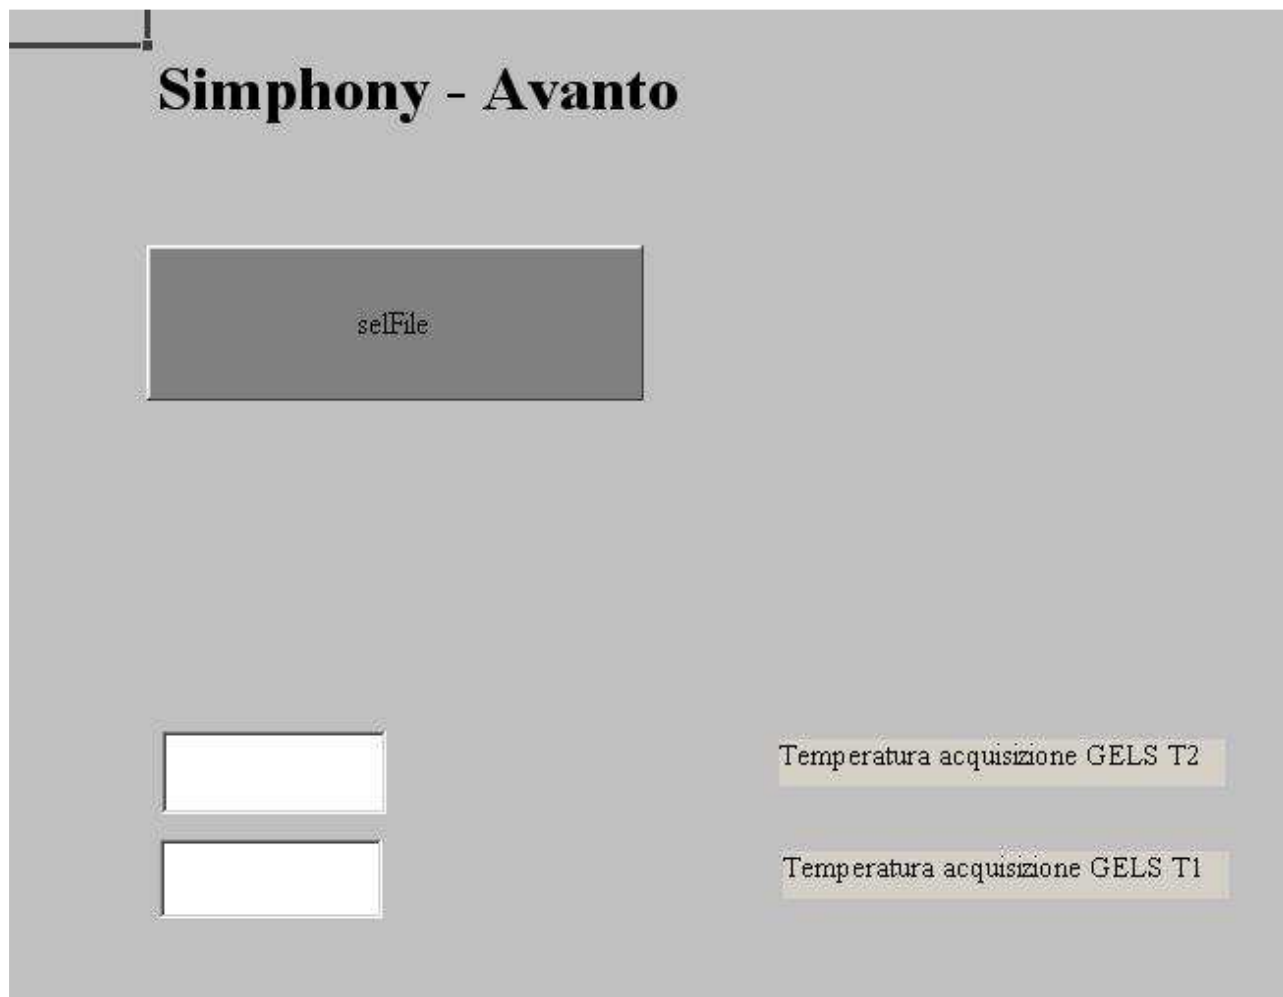 Simphony - Avanto
selFile
Temperatura acquisizione GELS T2
Temperatura acquisizione GELS T1